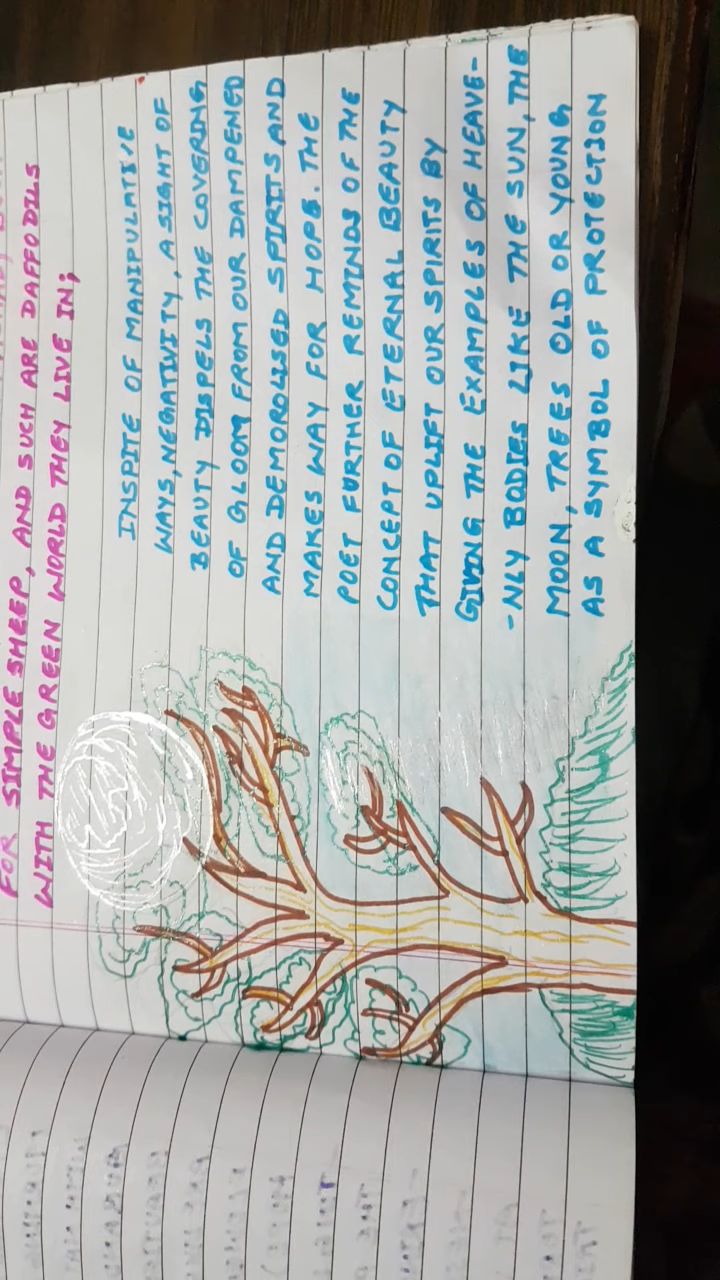 FOR SIMPLE SHEEP, AND SUCH ARE DAFFODILS
WITH THE GREEN WORLD THEY LIVE IN;
INSPITE OF MANIPULATIVE
WAYS, NEGATIVITY, A SIGHT OF
BEAUTY DISPELS THE COVERING
OF GLOOM FROM OUR DAMPENED
AND DEMOROLISED SPIRITS AND
MAKES WAY FOR HOPE. THE
POET FURTHER REMINDS OF THE
CONCEPT OF ETERNAL BEAUTY
THAT UPLIFT OUR SPIRITS BY
GIVING THE EXAMPLES OF HEAVE-
-NLY BODIES LIKE THE SUN, THE
MOON, TREES OLD OR YOUNG
AS A SYMBOL OF PROTECTION